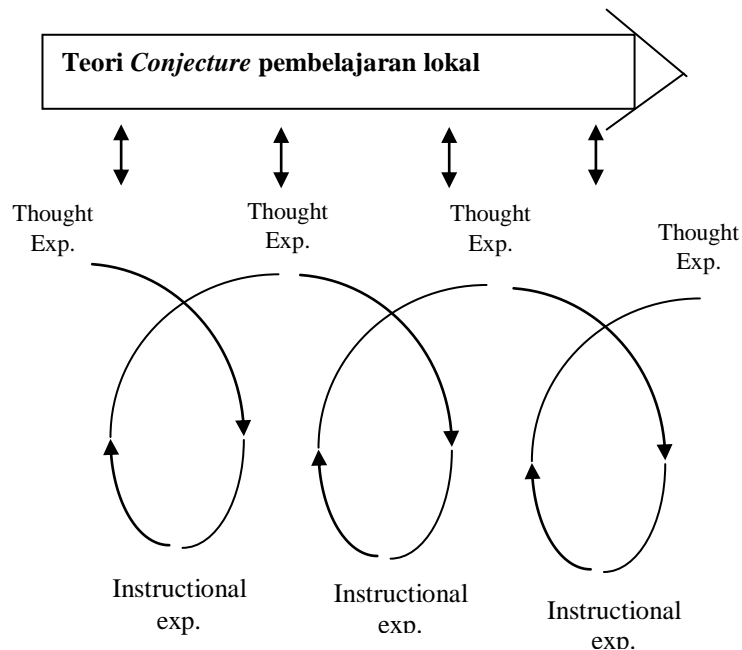 Teori Conjecture pembelajaran lokal
Thought
Exp.
Thought
Exp.
Thought
Exp.
Thought
Exp.
Instructional
exp.
Instructional
exp.
Instructional
exp.